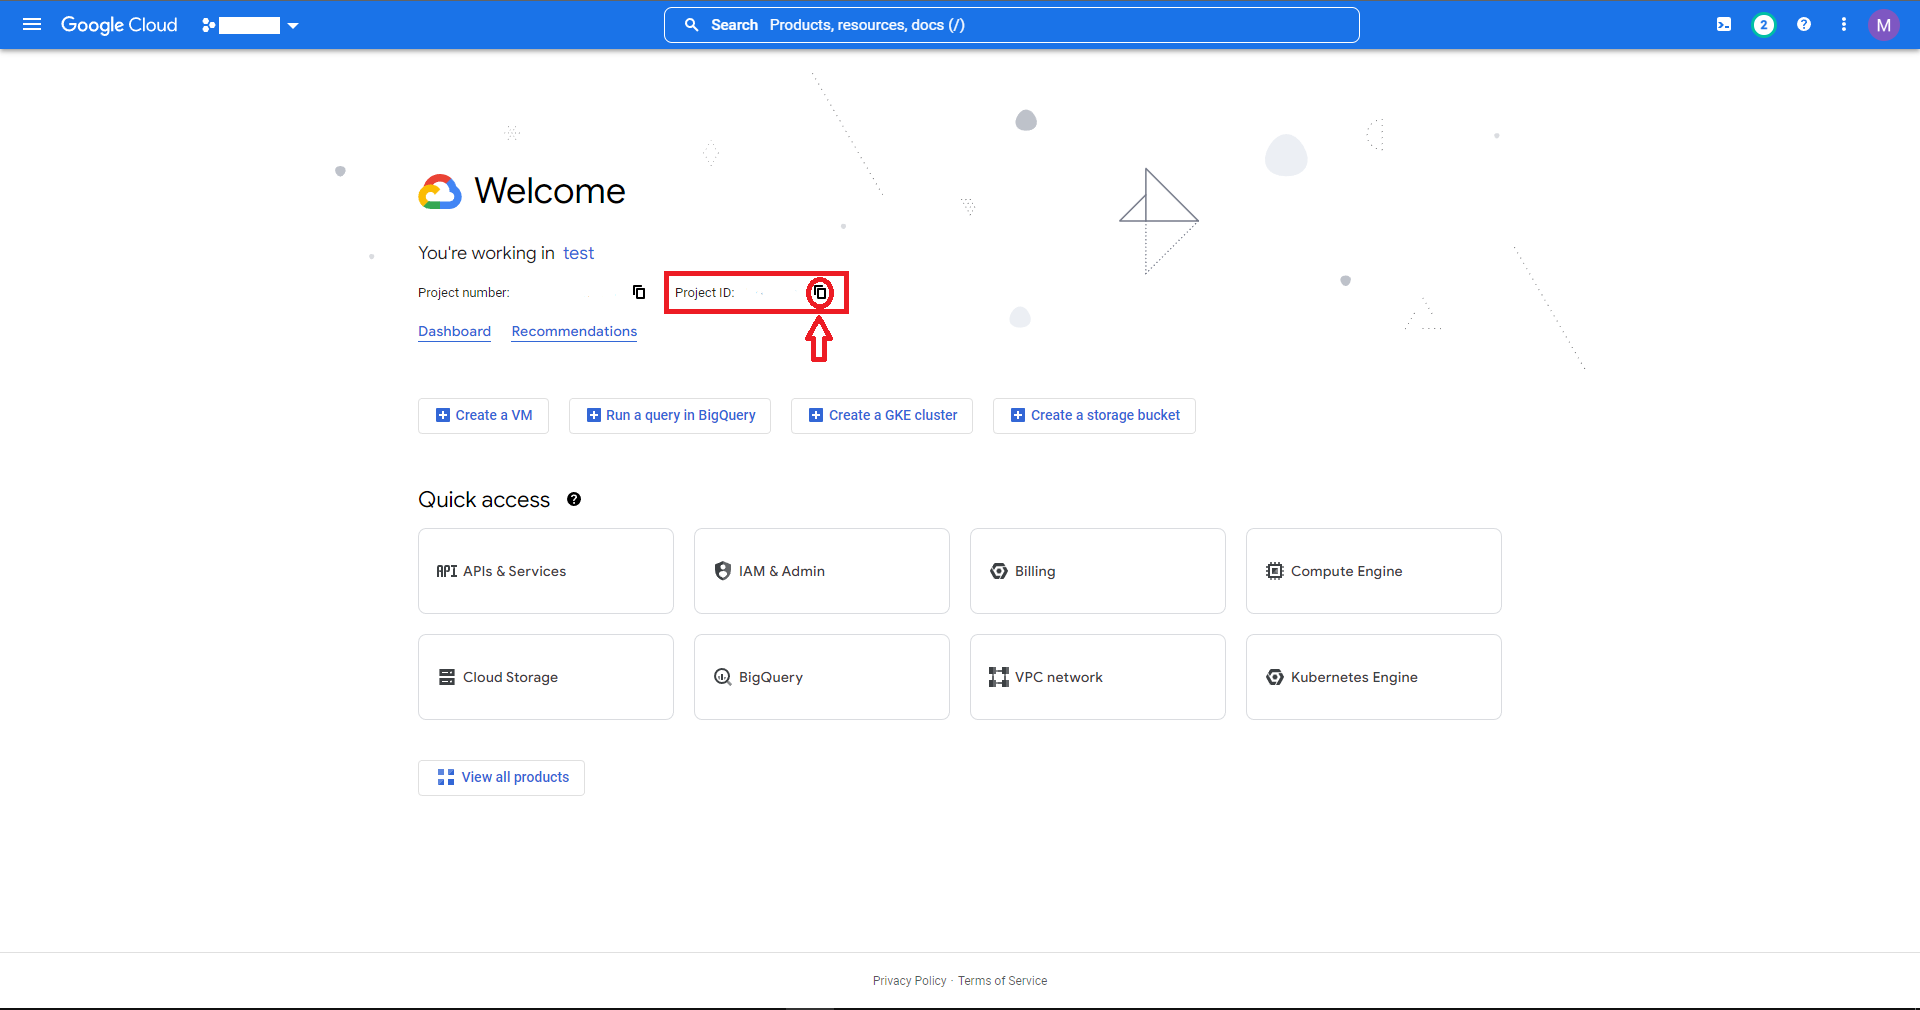 Google Cloud
Search Products, resources, docs (/)
2
M
Welcome
You're working in test
Project number:
Project ID:
Dashboard Recommendations
Create a VM
Run a query in BigQuery
Create a GKE cluster
Create a storage bucket
Quick access
API APIs & Services
IAM & Admin
Billing
Compute Engine
Cloud Storage
BigQuery
VPC network
Kubernetes Engine
View all products
Privacy Policy · Terms of Service